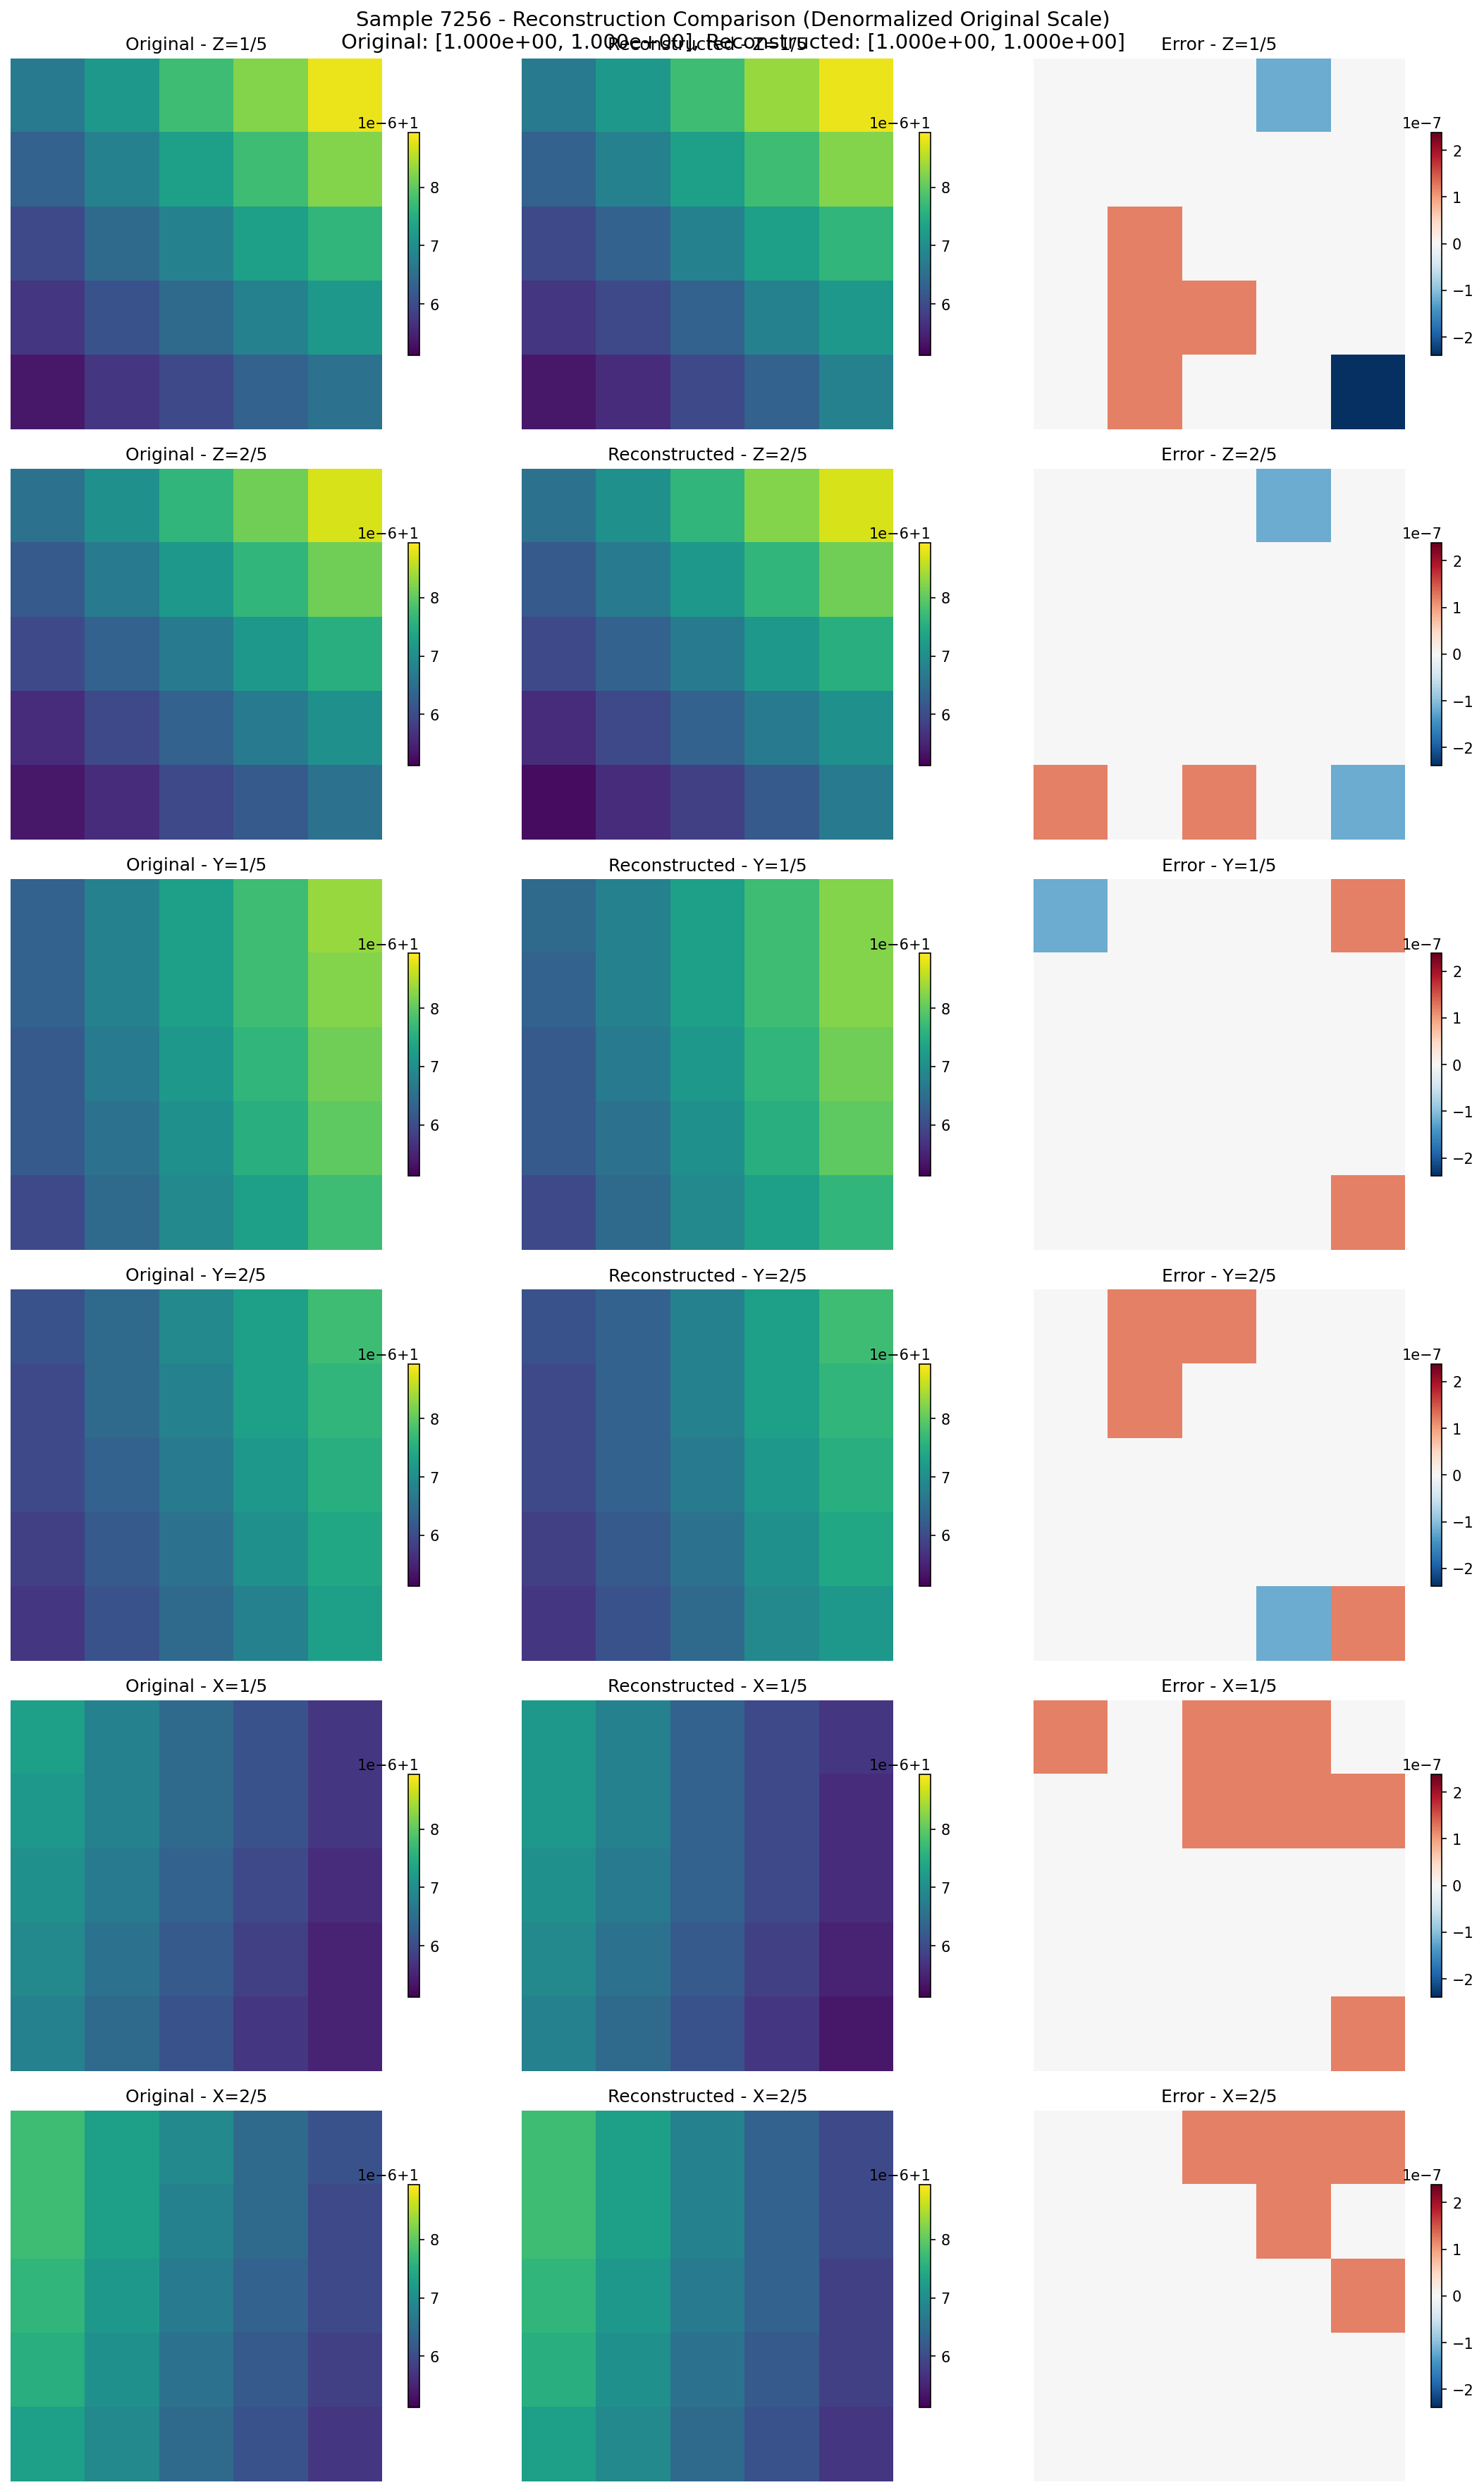 Sample 7256 - Reconstruction Comparison (Denormalized Original Scale)
Original: [1.000e+00, 1.000e+00], Reconstructed: [1.000e+00, 1.000e+00]
Original - Z=1/5
Reconstructed - Z=1/5
Error - Z=1/5
1e−6+1
8
7
6
1e−6+1
8
7
6
1e−7
2
1
0
−1
−2
Original - Z=2/5
Reconstructed - Z=2/5
Error - Z=2/5
1e−6+1
8
7
6
1e−6+1
8
7
6
1e−7
2
1
0
−1
−2
Original - Y=1/5
Reconstructed - Y=1/5
Error - Y=1/5
1e−6+1
8
7
6
1e−6+1
8
7
6
1e−7
2
1
0
−1
−2
Original - Y=2/5
Reconstructed - Y=2/5
Error - Y=2/5
1e−6+1
8
7
6
1e−6+1
8
7
6
1e−7
2
1
0
−1
−2
Original - X=1/5
Reconstructed - X=1/5
Error - X=1/5
1e−6+1
8
7
6
1e−6+1
8
7
6
1e−7
2
1
0
−1
−2
Original - X=2/5
Reconstructed - X=2/5
Error - X=2/5
1e−6+1
8
7
6
1e−6+1
8
7
6
1e−7
2
1
0
−1
−2